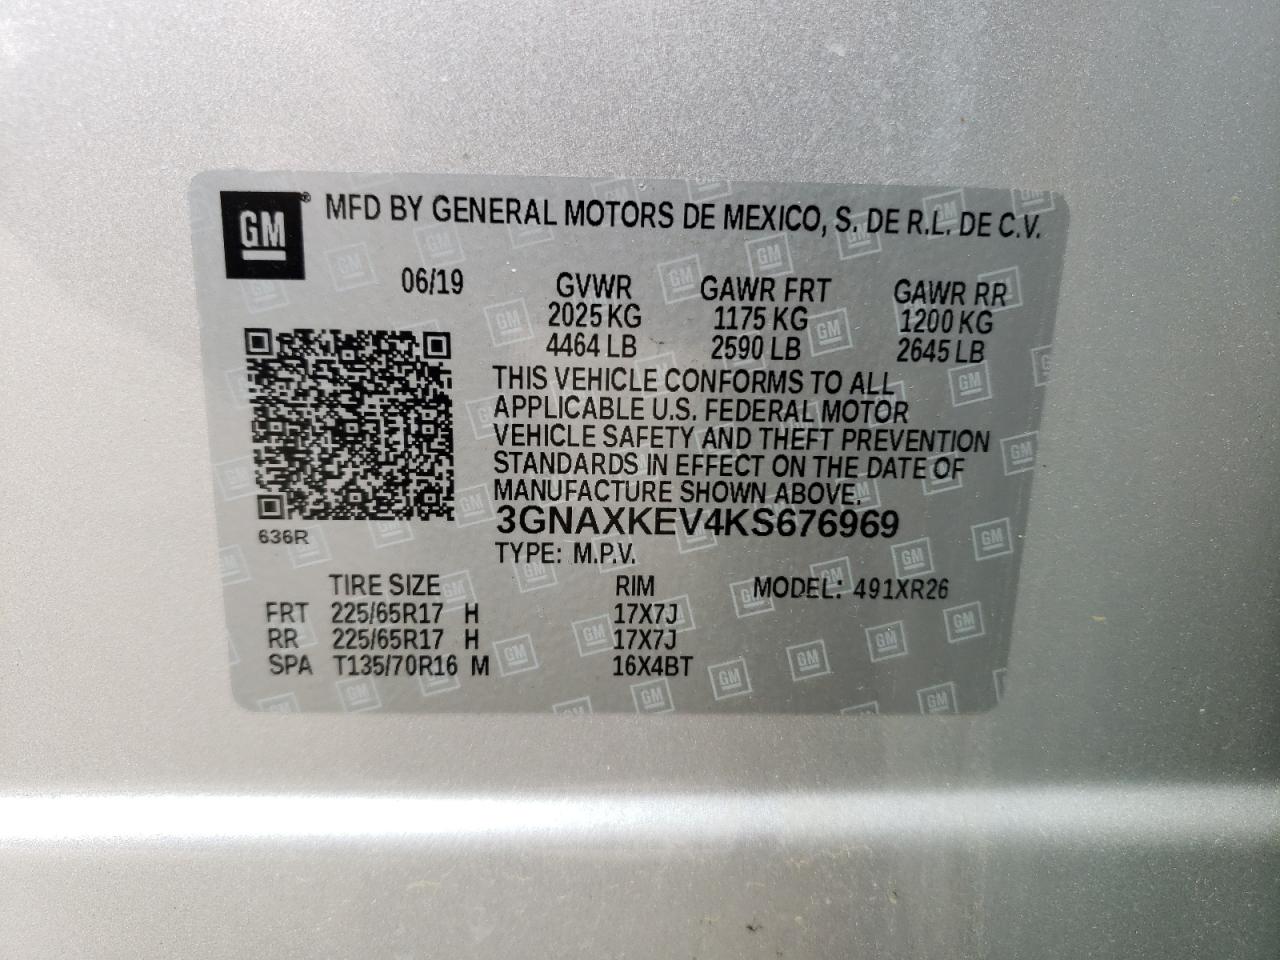 GM® MFD BY GENERAL MOTORS DE MEXICO, S. DE R.L. DE C.V.
06/19 GVWR GAWR FRT GAWR RR
2025 KG 1175 KG 1200 KG
4464 LB 2590 LB 2645 LB
THIS VEHICLE CONFORMS TO ALL
APPLICABLE U.S. FEDERAL MOTOR
VEHICLE SAFETY AND THEFT PREVENTION
STANDARDS IN EFFECT ON THE DATE OF
MANUFACTURE SHOWN ABOVE.
3GNAXKEV4KS676969
636R
TYPE: M.P.V.
TIRE SIZE RIM MODEL: 491XR26
FRT 225/65R17 H 17X7J
RR 225/65R17 H 17X7J
SPA T135/70R16 M 16X4BT